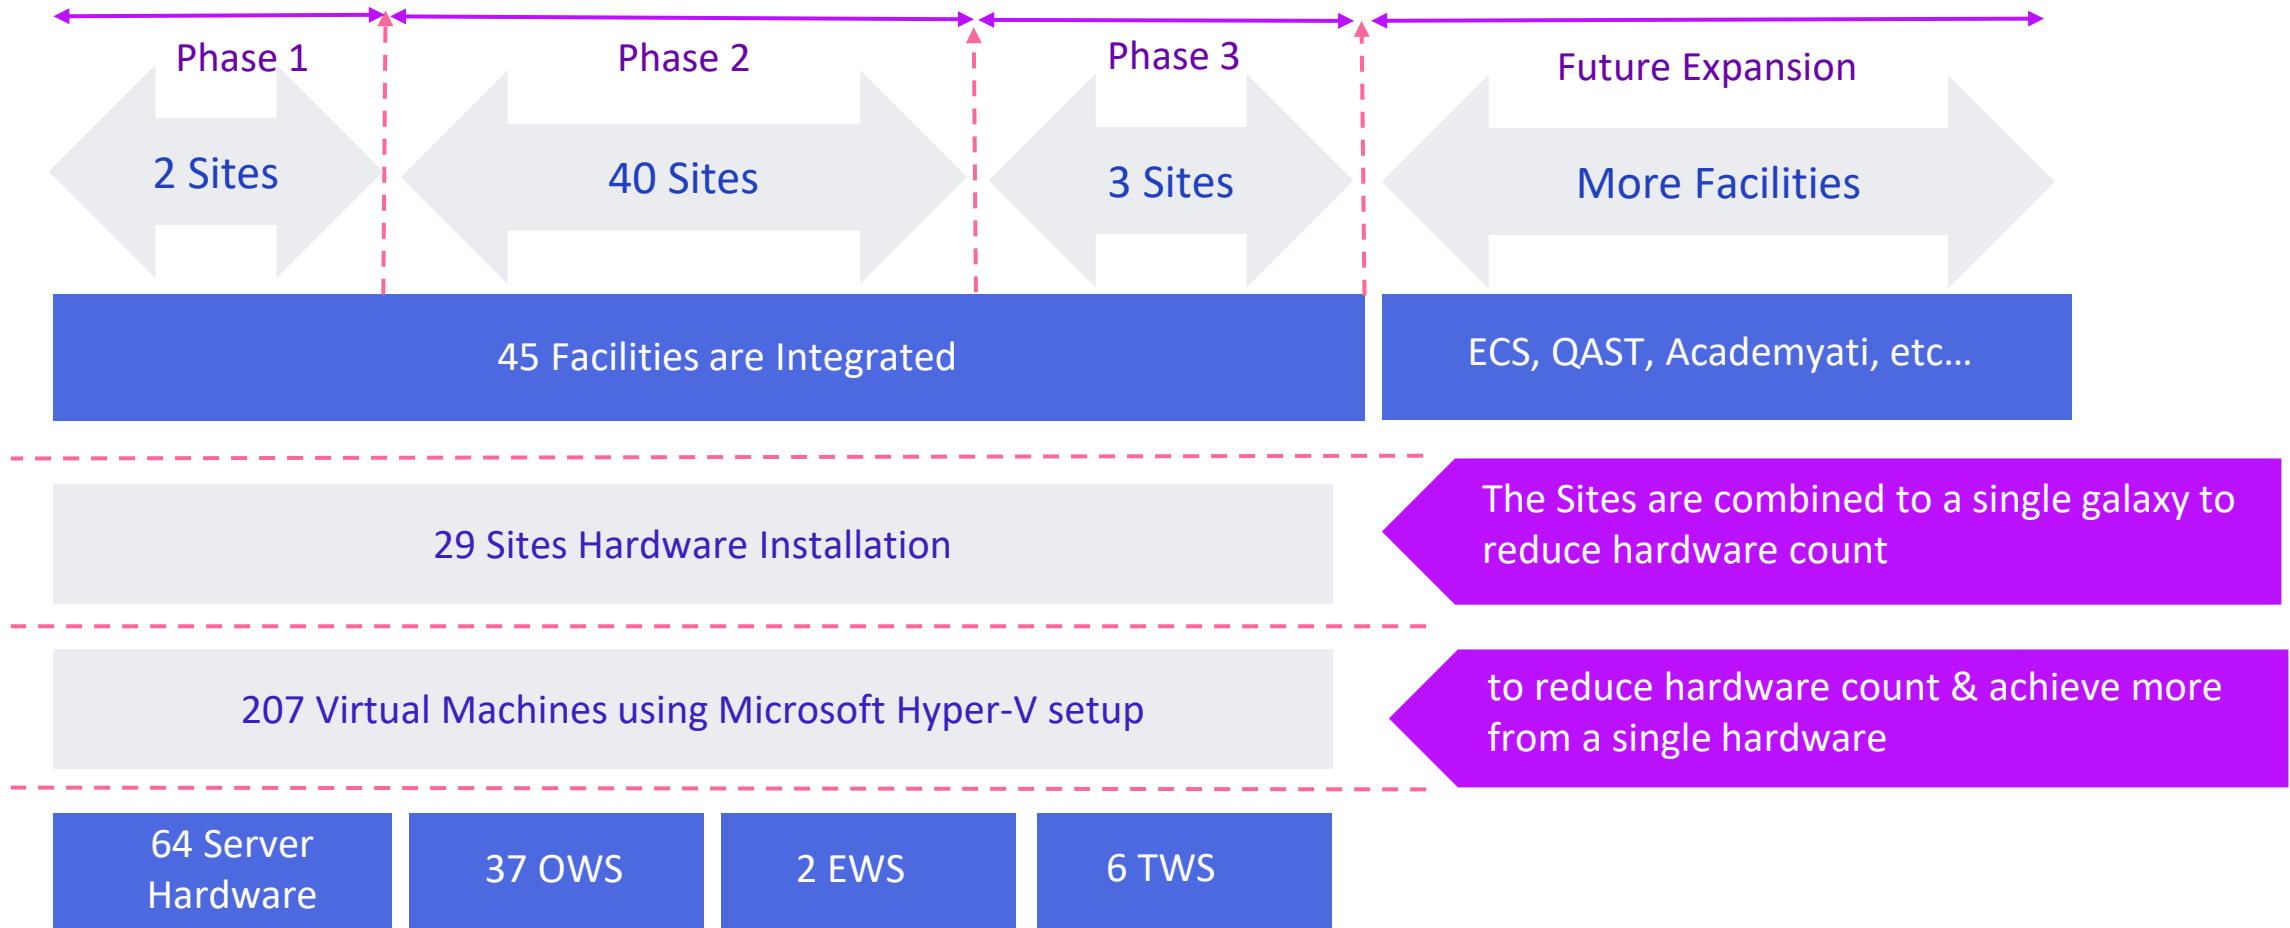 Phase 1
Phase 2
Phase 3
Future Expansion
2 Sites
40 Sites
3 Sites
More Facilities
45 Facilities are Integrated
ECS, QAST, Academyati, etc...
29 Sites Hardware Installation
The Sites are combined to a single galaxy to
reduce hardware count
207 Virtual Machines using Microsoft Hyper-V setup
to reduce hardware count & achieve more
from a single hardware
64 Server
Hardware
37 OWS
2 EWS
6 TWS